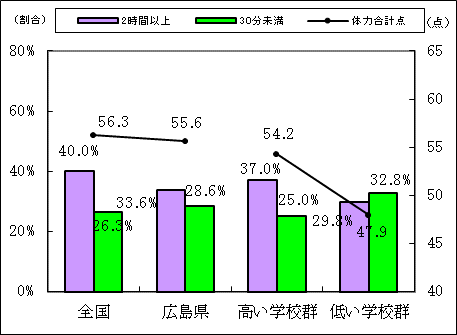 (割合) 2時間以上 30分未満 体力合計点 (点)
80% 65
60
60% 56.3 55.6 55
54.2
40.0% 37.0%
40% 33.6% 28.6% 25.0% 32.8% 50
26.3% 29.8% 47.9
20% 45
0% 40
全国 広島県 高い学校群 低い学校群